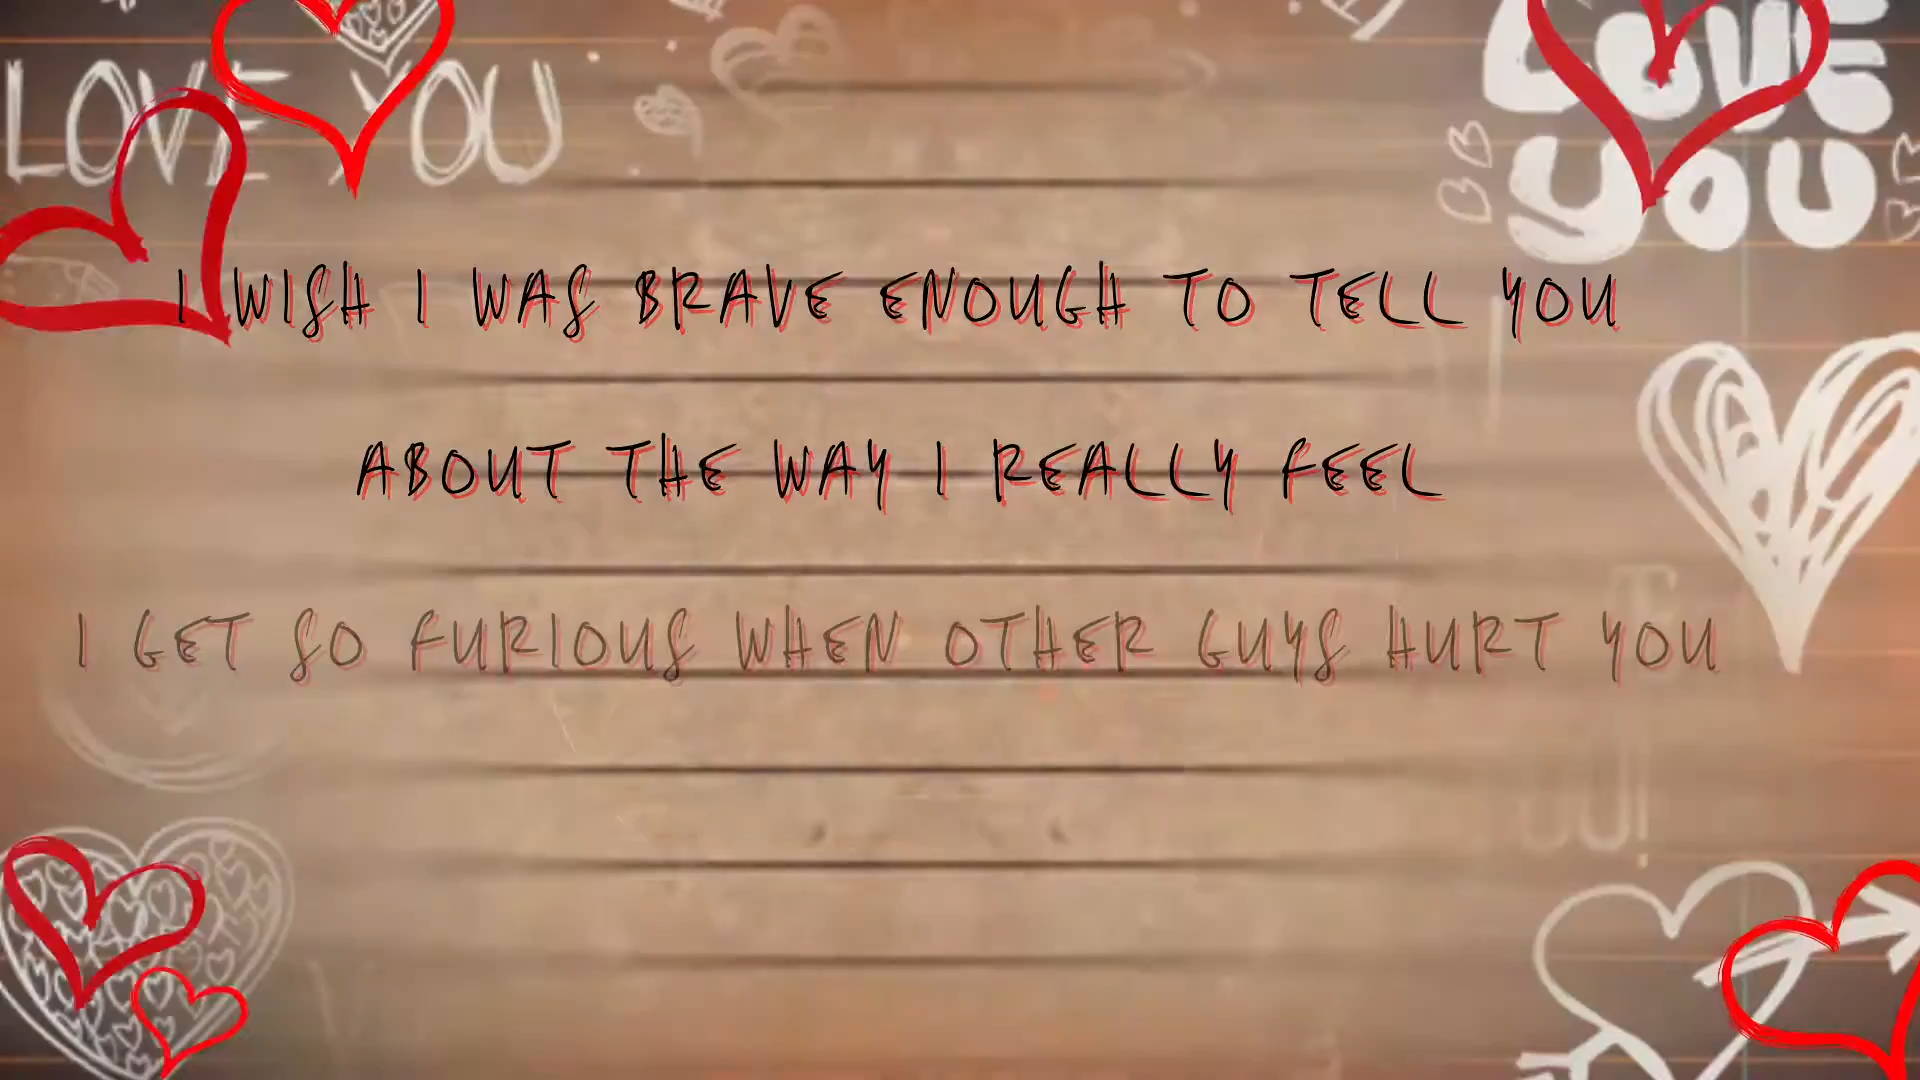 LOVE YOU
LOVE
YOU
I WISH I WAS BRAVE ENOUGH TO TELL YOU
ABOUT THE WAY I REALLY FEEL
I GET SO FURIOUS WHEN OTHER GUYS HURT YOU